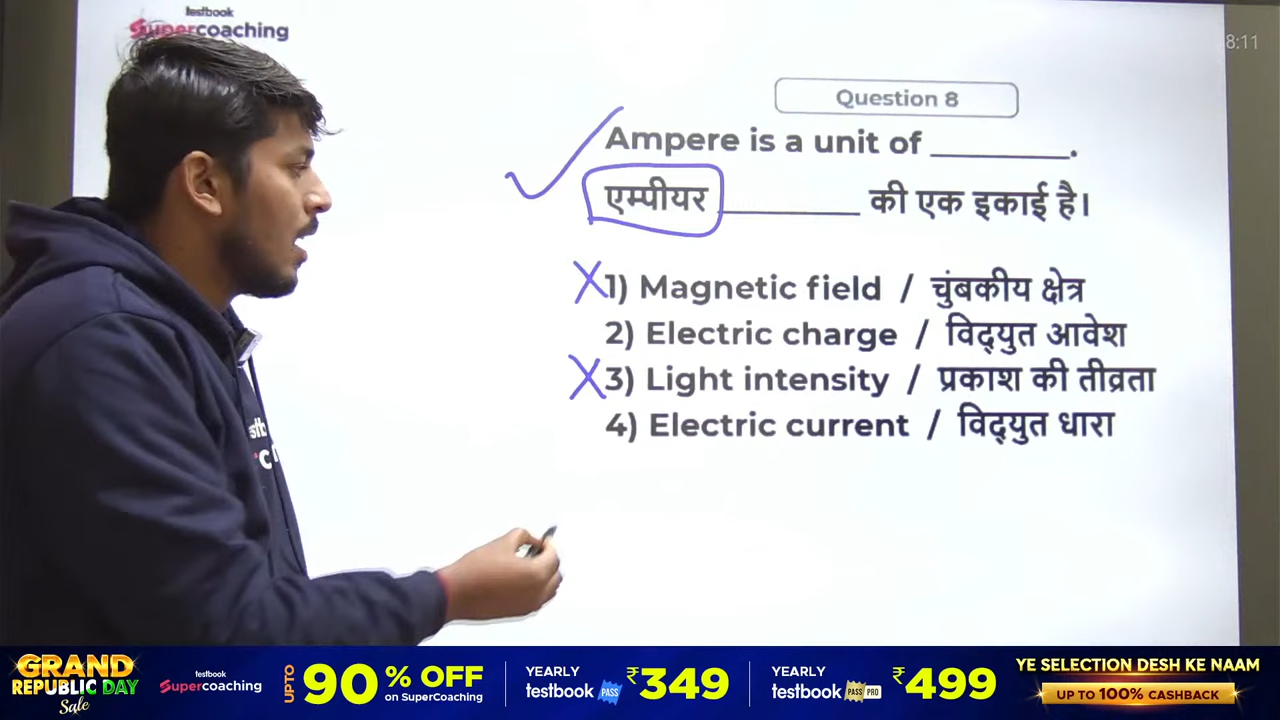 testbook
Supercoaching
8:11
Question 8
Ampere is a unit of ________.
एम्पीयर ________ की एक इकाई है।
1) Magnetic field / चुंबकीय क्षेत्र
2) Electric charge / विद्युत आवेश
3) Light intensity / प्रकाश की तीव्रता
4) Electric current / विद्युत धारा
GRAND
REPUBLIC DAY
Sale
testbook
Supercoaching
UPTO 90% OFF
on SuperCoaching
YEARLY
testbook PASS
₹349
YEARLY
testbook PASS PRO
₹499
YE SELECTION DESH KE NAAM
UP TO 100% CASHBACK